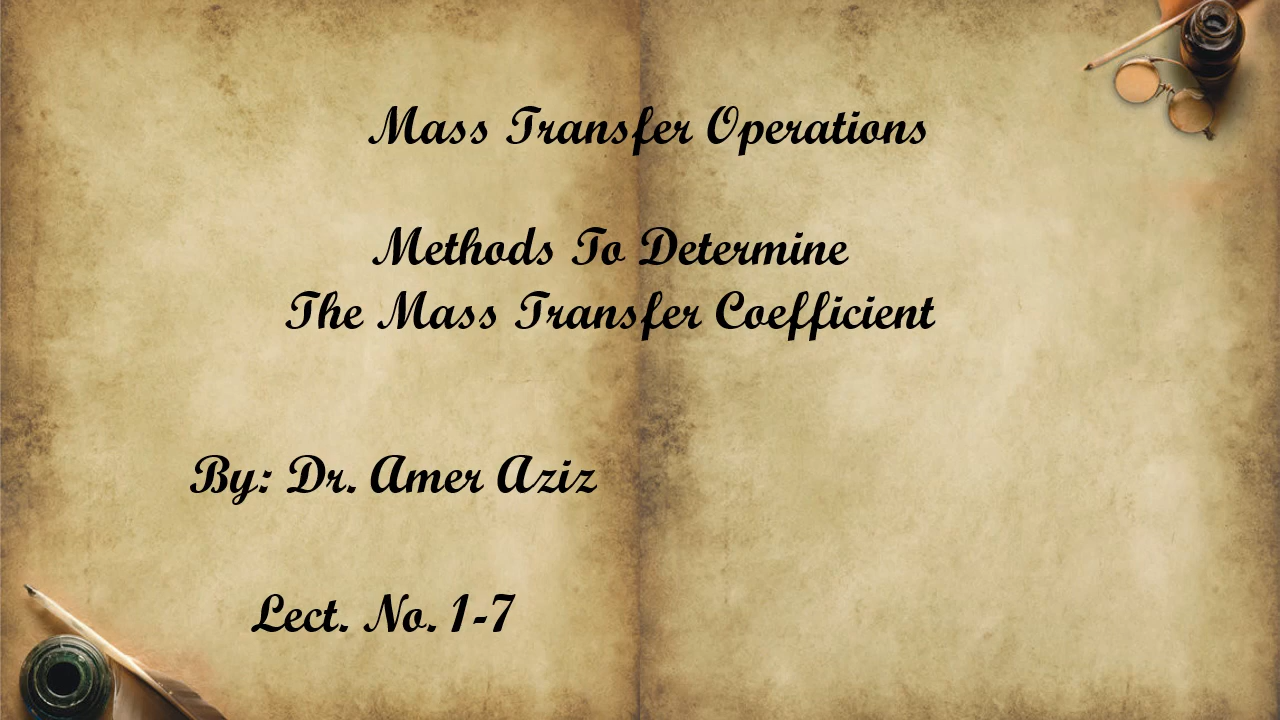 Mass Transfer Operations
Methods To Determine
The Mass Transfer Coefficient
By: Dr. Amer Aziz
Lect. No. 1-7